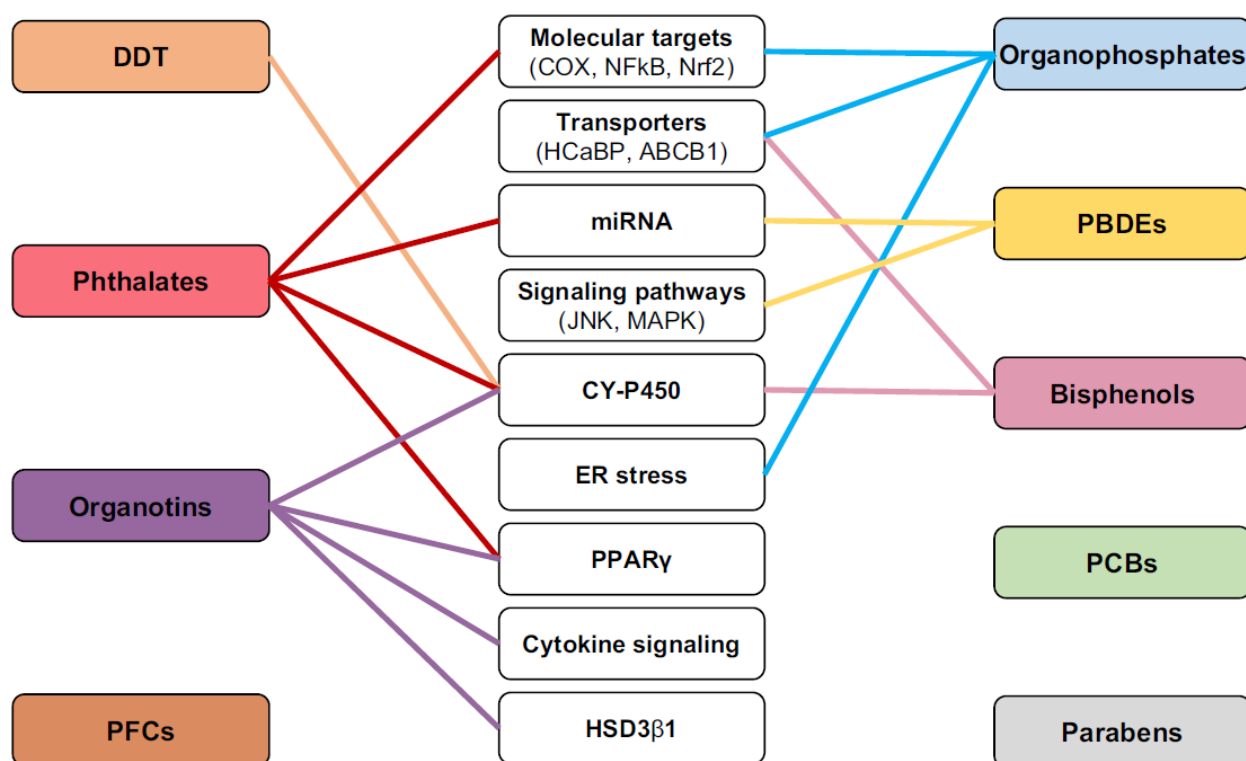 DDT
Phthalates
Organotins
PFCs
Molecular targets
(COX, NFkB, Nrf2)
Transporters
(HCaBP, ABCB1)
miRNA
Signaling pathways
(JNK, MAPK)
CY-P450
ER stress
PPARγ
Cytokine signaling
HSD3β1
Organophosphates
PBDEs
Bisphenols
PCBs
Parabens